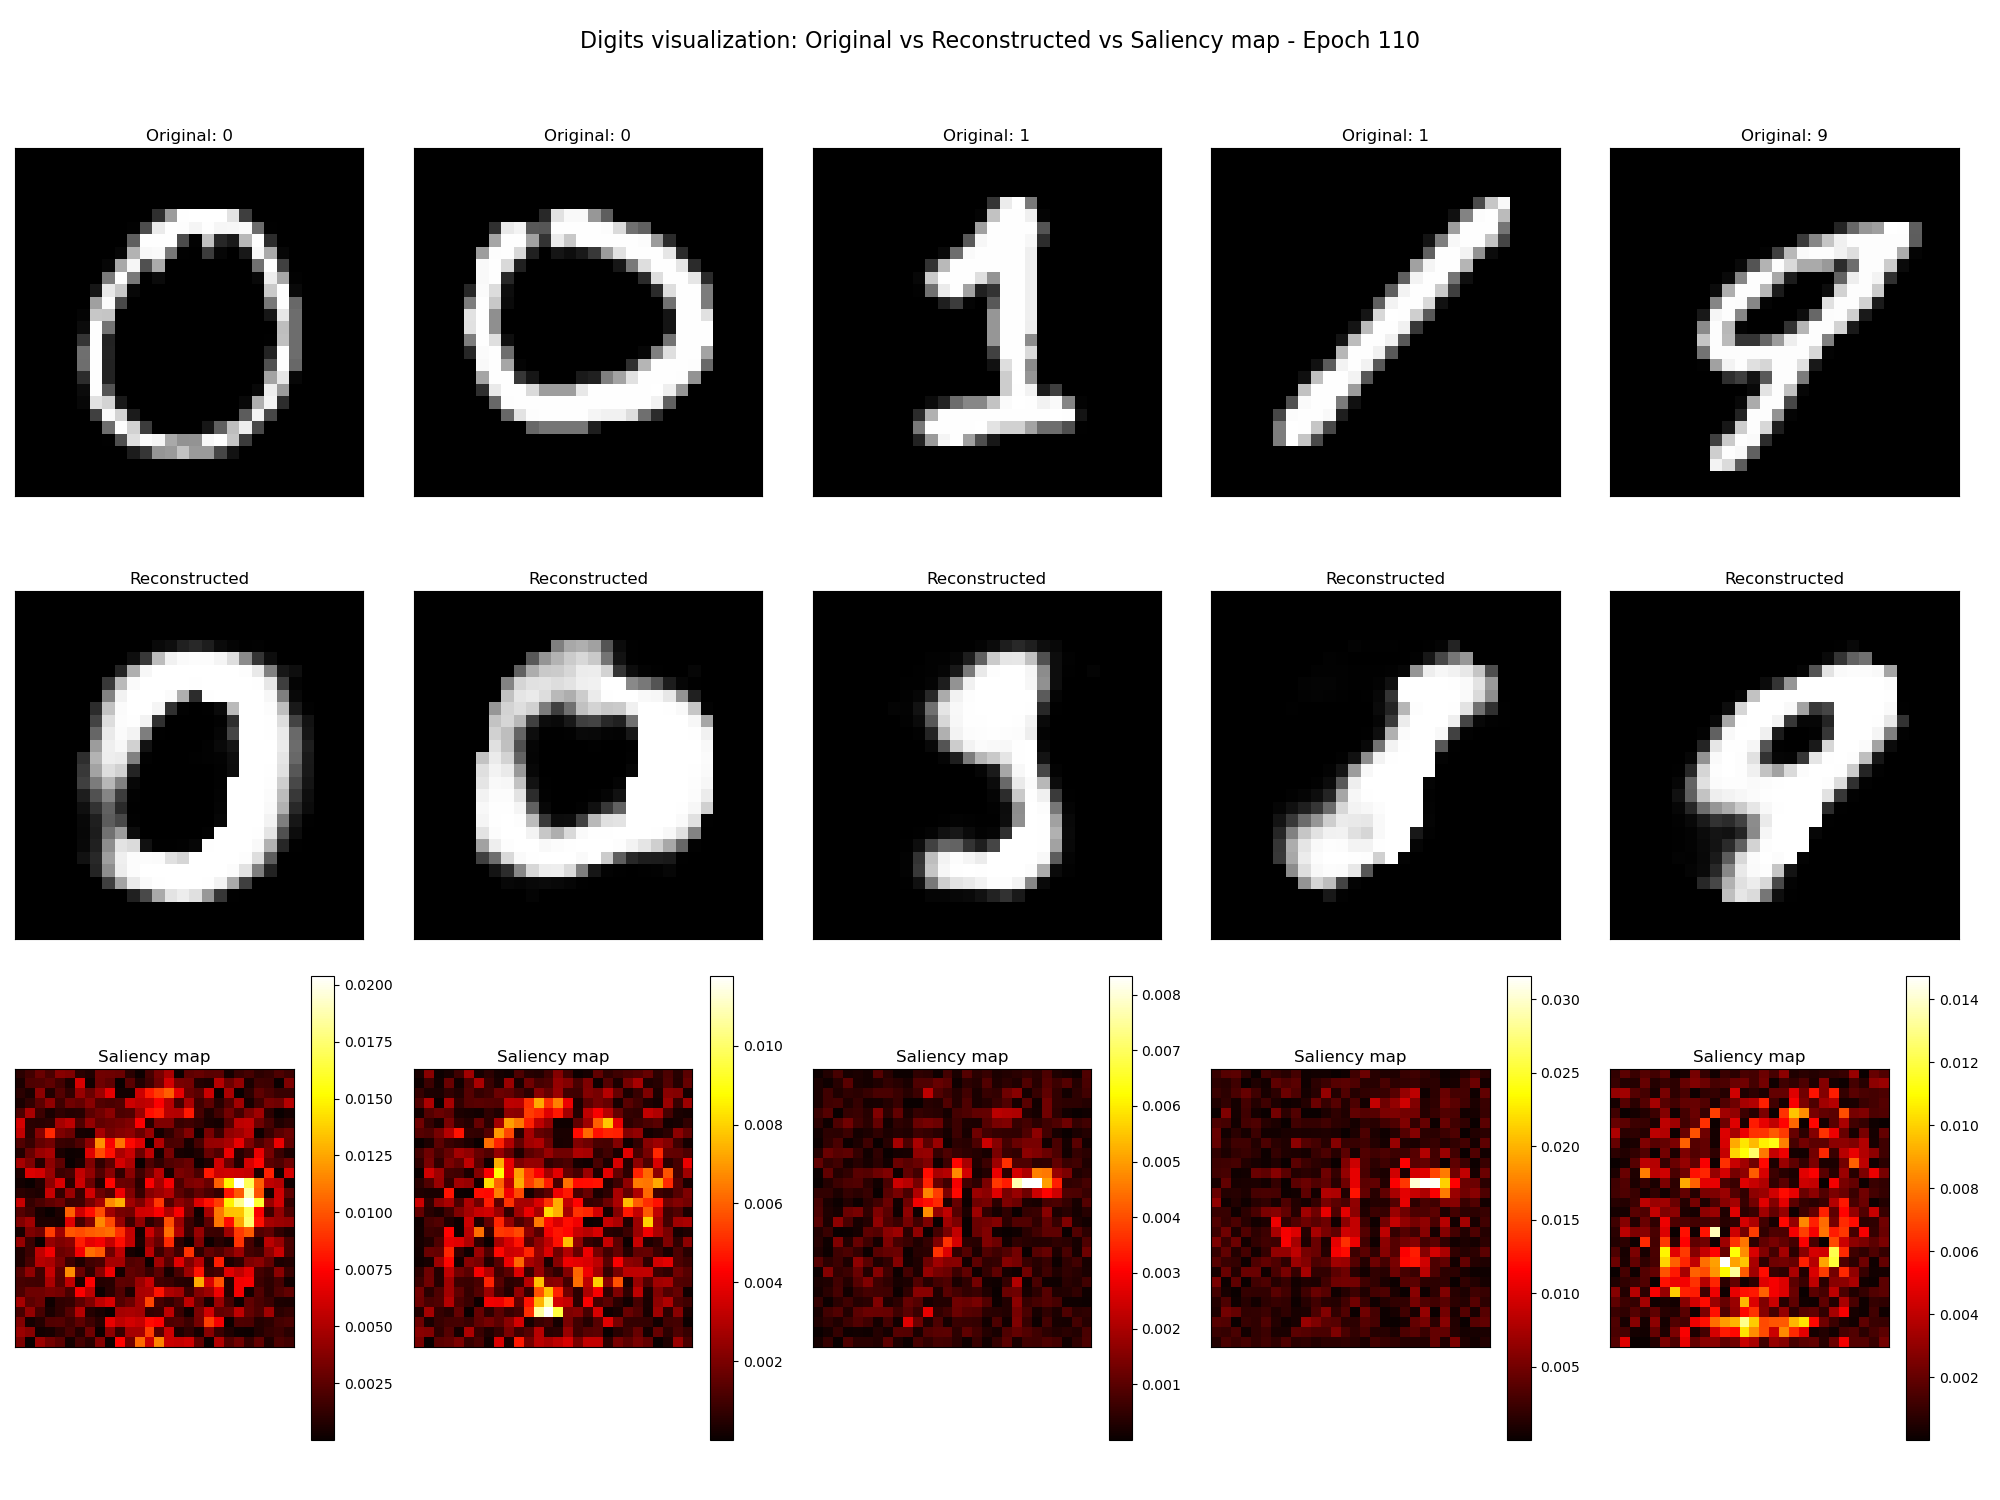 Digits visualization: Original vs Reconstructed vs Saliency map - Epoch 110
Original: 0
Original: 0
Original: 1
Original: 1
Original: 9
Reconstructed
Reconstructed
Reconstructed
Reconstructed
Reconstructed
Saliency map
0.0200
0.0175
0.0150
0.0125
0.0100
0.0075
0.0050
0.0025
Saliency map
0.010
0.008
0.006
0.004
0.002
Saliency map
0.008
0.007
0.006
0.005
0.004
0.003
0.002
0.001
Saliency map
0.030
0.025
0.020
0.015
0.010
0.005
Saliency map
0.014
0.012
0.010
0.008
0.006
0.004
0.002